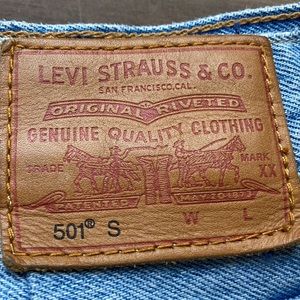 LEVI STRAUSS & CO.
SAN FRANCISCO, CAL.
ORIGINAL RIVETED
GENUINE QUALITY CLOTHING
TRADE MARK
XX
PATENTED MAY 20 1873
501® S W L